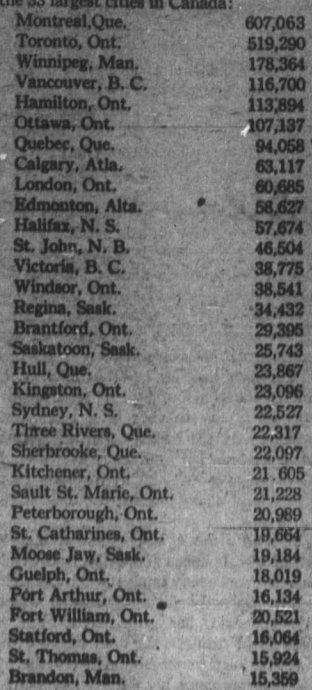 the 33 largest cities in Canada:
Montreal,Que. 607,063
Toronto, Ont. 519,290
Winnipeg, Man. 178,364
Vancouver, B. C. 116,700
Hamilton, Ont. 113,894
Ottawa, Ont. 107,137
Quebec, Que. 94,058
Calgary, Atla. 63,117
London, Ont. 60,685
Edmonton, Alta. 58,627
Halifax, N. S. 57,674
St. John, N. B. 46,504
Victoria, B. C. 38,775
Windsor, Ont. 38,541
Regina, Sask. 34,432
Brantford, Ont. 29,395
Saskatoon, Sask. 25,743
Hull, Que. 23,867
Kingston, Ont. 23,096
Sydney, N. S. 22,527
Three Rivers, Que. 22,317
Sherbrooke, Que. 22,097
Kitchener, Ont. 21.605
Sault St. Marie, Ont. 21,228
Peterborough, Ont. 20,989
St. Catharines, Ont. 19,664
Moose Jaw, Sask. 19,184
Guelph, Ont. 18,019
Port Arthur, Ont. 16,134
Fort William, Ont. 20,521
Statford, Ont. 16,064
St. Thomas, Ont. 15,924
Brandon, Man. 15,359